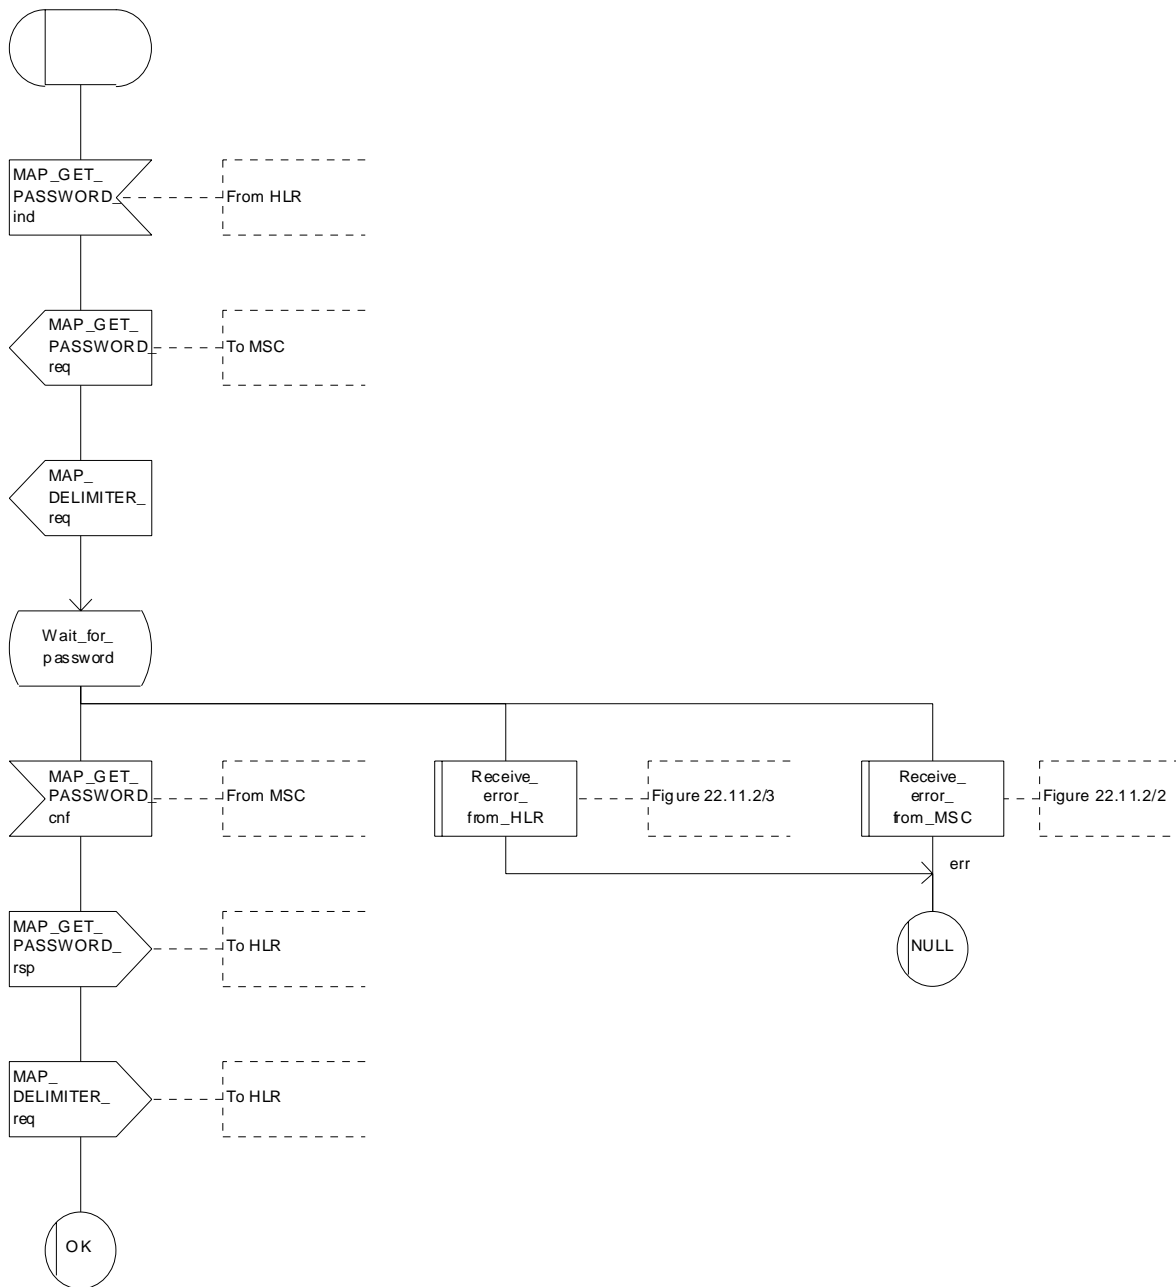 MAP_GET_
PASSWORD_
ind
From HLR
MAP_GET_
PASSWORD_
req
To MSC
MAP_
DELIMITER_
req
Wait_for_
password
MAP_GET_
PASSWORD_
cnf
From MSC
Receive_
error_
from_HLR
Figure 22.11.2/3
Receive_
error_
from_MSC
Figure 22.11.2/2
err
MAP_GET_
PASSWORD_
rsp
To HLR
NULL
MAP_
DELIMITER_
req
To HLR
OK